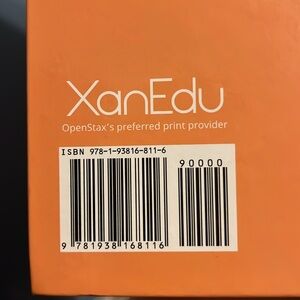 XanEdu
OpenStax's preferred print provider
ISBN 978-1-93816-811-6
90000
9 781938 168116